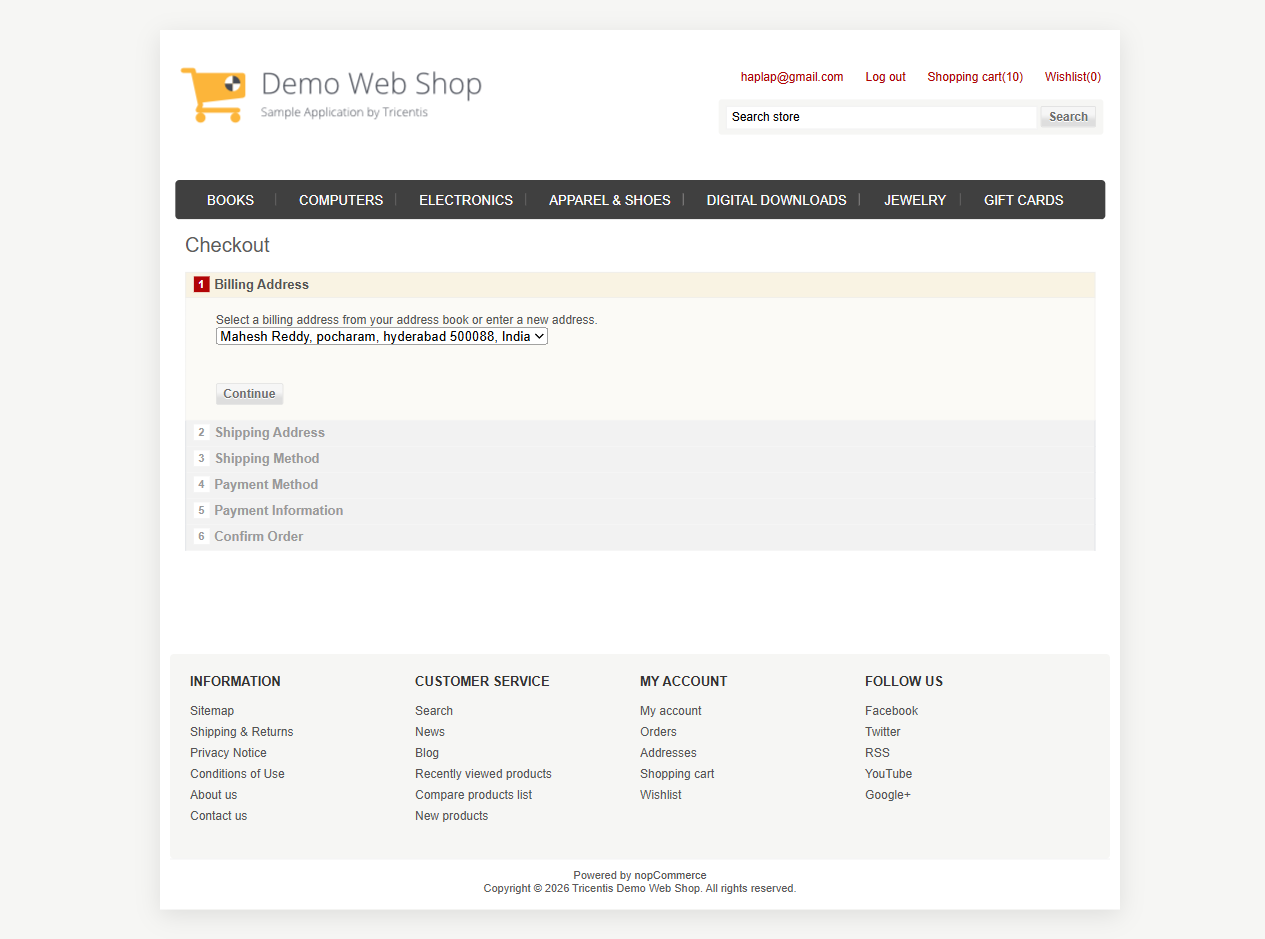 Demo Web Shop
Sample Application by Tricentis
haplap@gmail.com Log out Shopping cart(10) Wishlist(0)
Search store Search
BOOKS COMPUTERS ELECTRONICS APPAREL & SHOES DIGITAL DOWNLOADS JEWELRY GIFT CARDS
Checkout
1 Billing Address
Select a billing address from your address book or enter a new address.
Mahesh Reddy, pocharam, hyderabad 500088, India
Continue
2 Shipping Address
3 Shipping Method
4 Payment Method
5 Payment Information
6 Confirm Order
INFORMATION
Sitemap
Shipping & Returns
Privacy Notice
Conditions of Use
About us
Contact us
CUSTOMER SERVICE
Search
News
Blog
Recently viewed products
Compare products list
New products
MY ACCOUNT
My account
Orders
Addresses
Shopping cart
Wishlist
FOLLOW US
Facebook
Twitter
RSS
YouTube
Google+
Powered by nopCommerce
Copyright © 2026 Tricentis Demo Web Shop. All rights reserved.